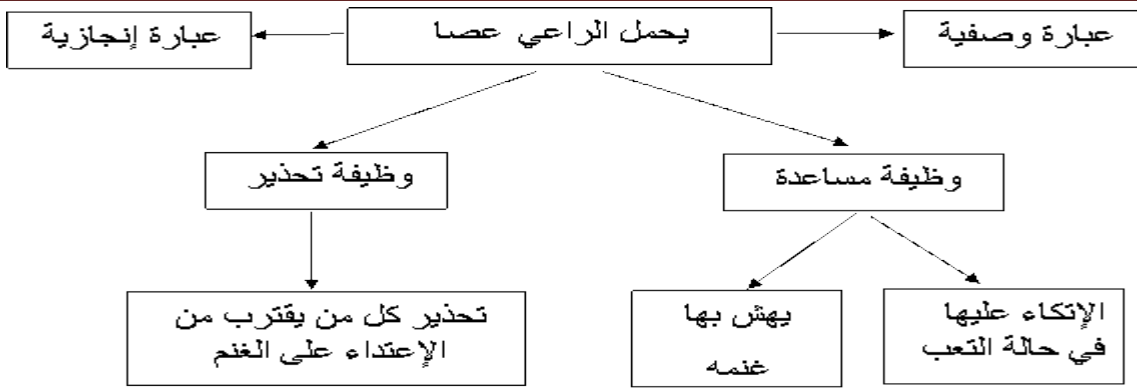 عبارة وصفية
يحمل الراعي عصا
عبارة إنجازية
وظيفة مساعدة
وظيفة تحذير
الإتكاء عليها
في حالة التعب
يهش بها
غنمه
تحذير كل من يقترب من
الإعتداء على الغنم